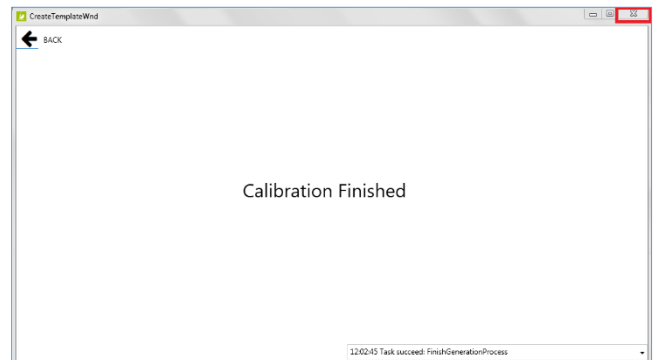 CreateTemplateWnd
BACK
Calibration Finished
12:02:45 Task succeed: FinishGenerationProcess